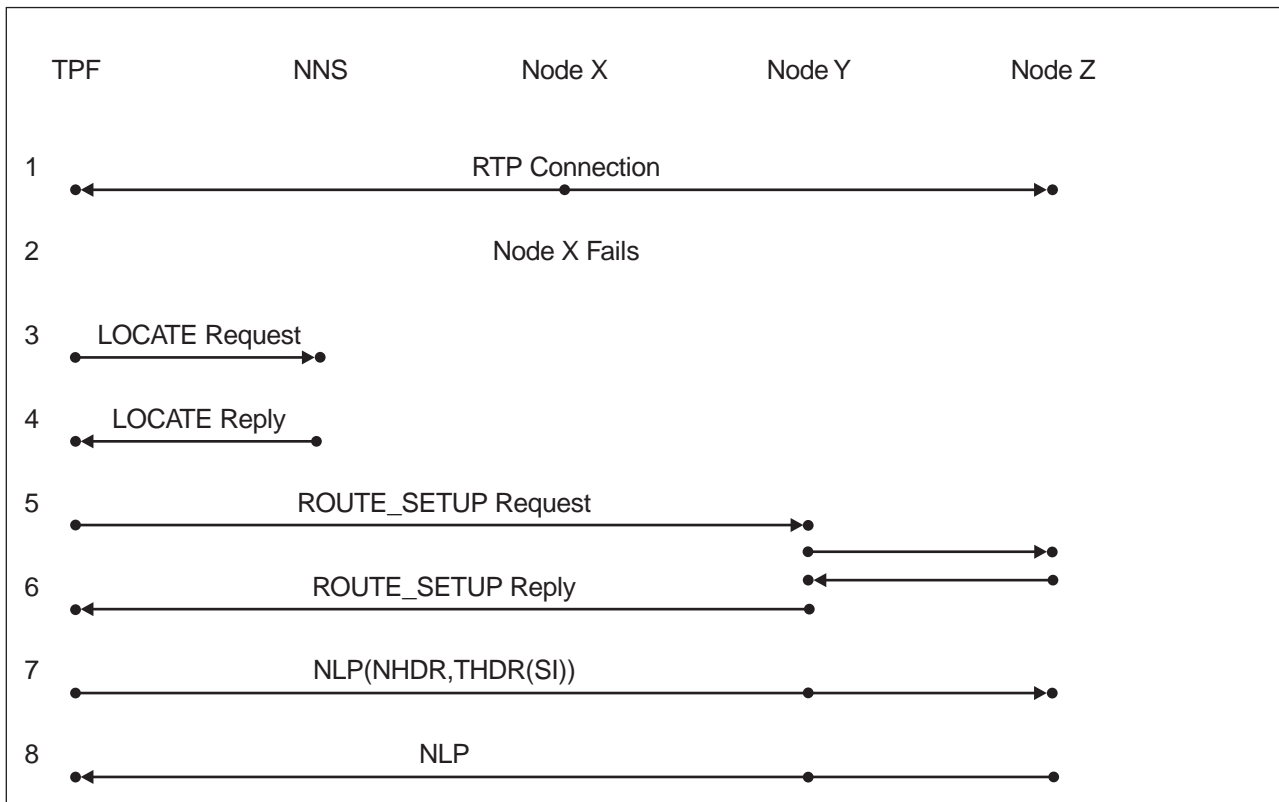 TPF NNS Node X Node Y Node Z
1 RTP Connection
2 Node X Fails
3 LOCATE Request
4 LOCATE Reply
5 ROUTE_SETUP Request
6 ROUTE_SETUP Reply
7 NLP(NHDR,THDR(SI))
8 NLP